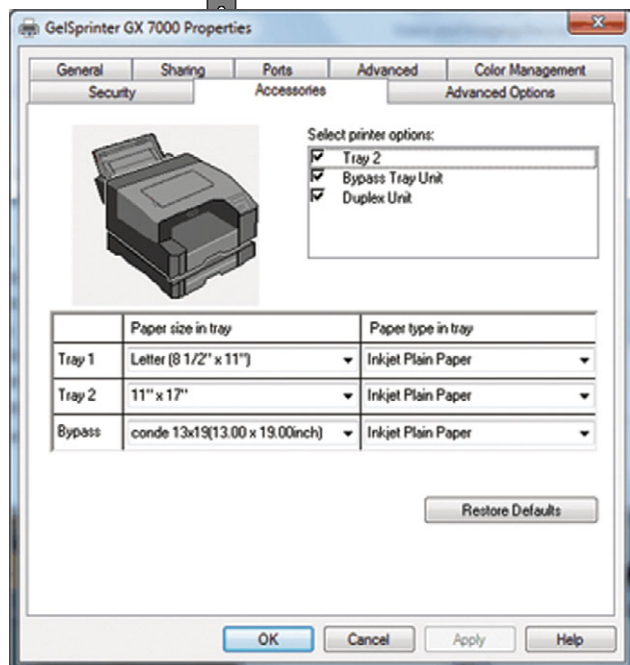 GelSprinter GX 7000 Properties
General Sharing Ports Advanced Color Management
Security Accessories Advanced Options
Select printer options:
Tray 2
Bypass Tray Unit
Duplex Unit
Paper size in tray Paper type in tray
Tray 1 Letter (8 1/2" x 11") Inkjet Plain Paper
Tray 2 11" x 17" Inkjet Plain Paper
Bypass conde 13x19(13.00 x 19.00inch) Inkjet Plain Paper
Restore Defaults
OK Cancel Apply Help